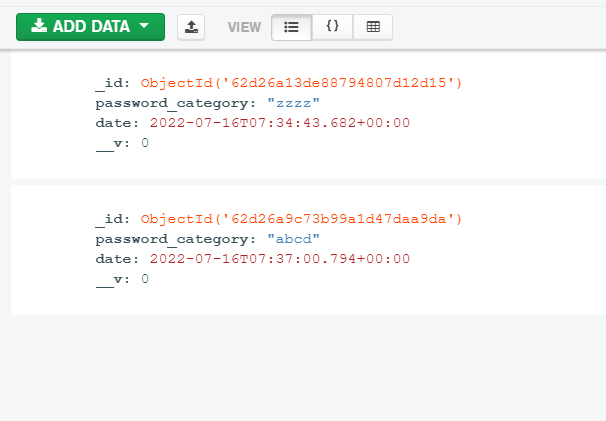 ADD DATA VIEW {}
_id: ObjectId('62d26a13de88794807d12d15')
password_category: "zzzz"
date: 2022-07-16T07:34:43.682+00:00
__v: 0
_id: ObjectId('62d26a9c73b99a1d47daa9da')
password_category: "abcd"
date: 2022-07-16T07:37:00.794+00:00
__v: 0